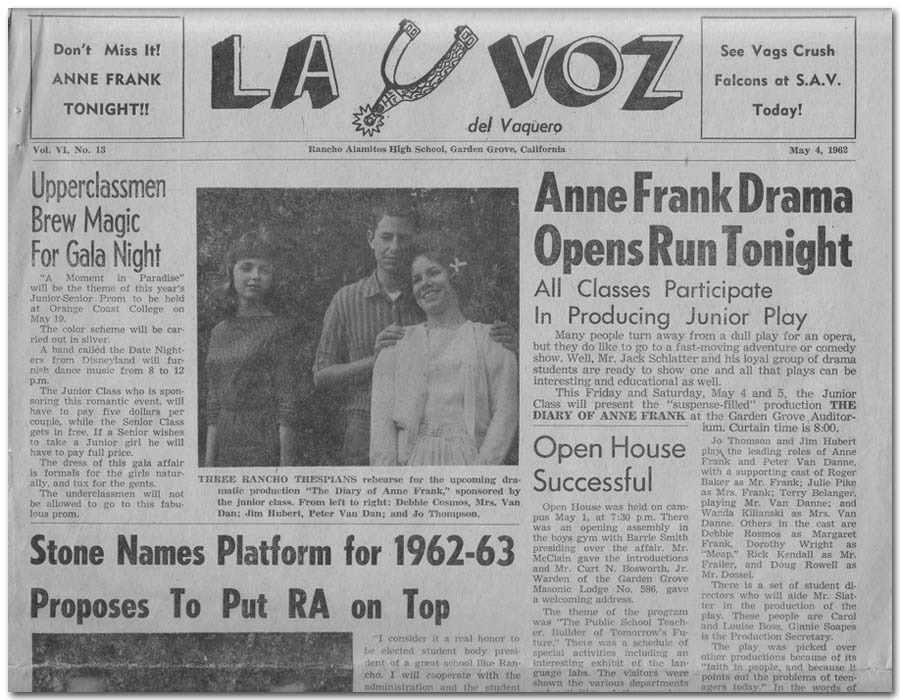 Don't Miss It!
ANNE FRANK
TONIGHT!!
LA VOZ
del Vaquero
See Vaqs Crush
Falcons at S.A.V.
Today!
Vol. VI, No. 13
Rancho Alamitos High School, Garden Grove, California
May 4, 1962
Upperclassmen
Brew Magic
For Gala Night
"A Moment in Paradise"
will be the theme of this year's
Junior-Senior Prom to be held
at Orange Coast College on
May 19.
The color scheme will be car-
ried out in silver.
A band called the Date Night-
ers from Disneyland will fur-
nish dance music from 8 to 12
p.m.
The Junior Class who is spon-
soring this romantic event, will
have to pay five dollars per
couple, while the Senior Class
gets in free. If a Senior wishes
to take a Junior girl he will
have to pay full price.
The dress of this gala affair
is formals for the girls natur-
ally, and tux for the gents.
The underclassmen will not
be allowed to go to this fabu-
lous prom.
THREE RANCHO THESPIANS rehearse for the upcoming dra-
matic production "The Diary of Anne Frank," sponsored by
the junior class. From left to right: Debbie Cosmos, Mrs. Van
Dan; Jim Hubert, Peter Van Dan; and Jo Thompson.
Anne Frank Drama
Opens Run Tonight
All Classes Participate
In Producing Junior Play
Many people turn away from a dull play for an opera,
but they do like to go to a fast-moving adventure or comedy
show. Well, Mr. Jack Schlatter and his loyal group of drama
students are ready to show one and all that plays can be
interesting and educational as well.
This Friday and Saturday, May 4 and 5, the Junior
Class will present the "suspense-filled" production THE
DIARY OF ANNE FRANK at the Garden Grove Auditor-
ium. Curtain time is 8:00.
Jo Thomson and Jim Hubert
play the leading roles of Anne
Frank and Peter Van Danne,
with a supporting cast of Roger
Baker as Mr. Frank; Julie Pike
as Mrs. Frank; Terry Belanger,
playing Mr. Van Danne; and
Wanda Kilianski as Mrs. Van
Danne. Others in the cast are
Debbie Rosmos as Margaret
Frank, Dorothy Wright as
"Meap," Rick Kendall as Mr.
Frailer, and Doug Rowell as
Mr. Dossel.
There is a set of student di-
rectors who will aide Mr. Slat-
ter in the production of the
play. These people are Carol
and Louise Boss. Ginnie Soapes
is the Production Secretary.
The play was picked over
other productions because of its
"faith in people, and because it
points out the problems of teen-
agers today." In the words of
Open House
Successful
Open House was held on cam-
pus May 1, at 7:30 p.m. There
was an opening assembly in
the boys gym with Barrie Smith
presiding over the affair. Mr.
McClain gave the introductions
and Mr. Curt N. Bosworth, Jr.
Warden of the Garden Grove
Masonic Lodge No. 586, gave
a welcoming address.
The theme of the program
was "The Public School Teach-
er, Builder of Tomorrow's Fu-
ture." There was a schedule of
special activities including an
interesting exhibit of the lan-
guage labs. The visitors were
shown the various departments
Stone Names Platform for 1962-63
Proposes To Put RA on Top
"I consider it a real honor to
be elected student body presi-
dent of a great school like Ran-
cho. I will cooperate with the
administration and the student